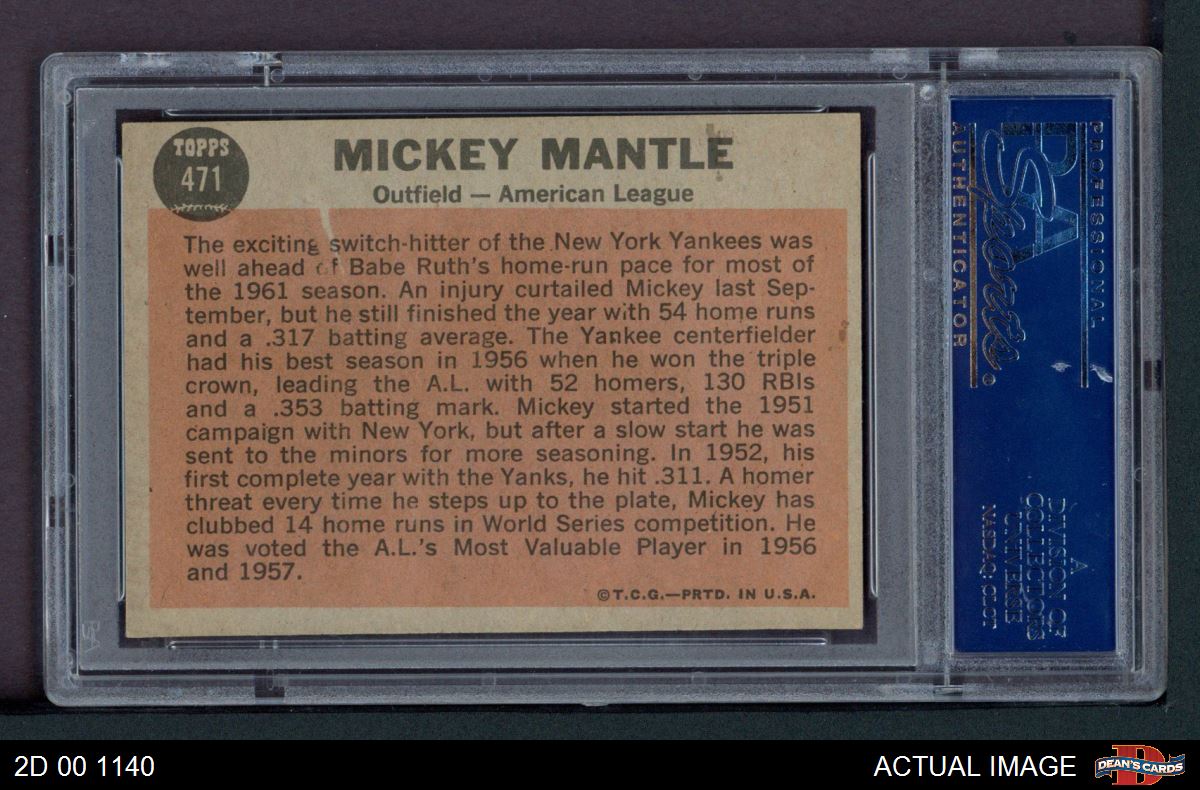 TOPPS
471
MICKEY MANTLE
Outfield — American League
The exciting switch-hitter of the New York Yankees was
well ahead of Babe Ruth's home-run pace for most of
the 1961 season. An injury curtailed Mickey last Sep-
tember, but he still finished the year with 54 home runs
and a .317 batting average. The Yankee centerfielder
had his best season in 1956 when he won the triple
crown, leading the A.L. with 52 homers, 130 RBIs
and a .353 batting mark. Mickey started the 1951
campaign with New York, but after a slow start he was
sent to the minors for more seasoning. In 1952, his
first complete year with the Yanks, he hit .311. A homer
threat every time he steps up to the plate, Mickey has
clubbed 14 home runs in World Series competition. He
was voted the A.L.'s Most Valuable Player in 1956
and 1957.
©T.C.G.—PRTD. IN U.S.A.
PROFESSIONAL
PSA
Sports
®
AUTHENTICATOR
A
DIVISION OF
COLLECTORS
UNIVERSE
NASDAQ: CLCT
PSA
2D 00 1140
ACTUAL IMAGE
D
DEAN'S CARDS